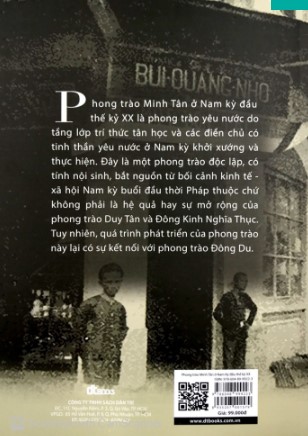 BÙI-QUANG-NHO
Phong trào Minh Tân ở Nam kỳ đầu
thế kỷ XX là phong trào yêu nước do
tầng lớp trí thức tân học và các điền chủ có
tinh thần yêu nước ở Nam kỳ khởi xướng và
thực hiện. Đây là một phong trào độc lập, có
tính nội sinh, bắt nguồn từ bối cảnh kinh tế -
xã hội Nam kỳ buổi đầu thời Pháp thuộc chứ
không phải là hệ quả hay sự mở rộng của
phong trào Duy Tân và Đông Kinh Nghĩa Thục.
Tuy nhiên, quá trình phát triển của phong trào
này lại có sự kết nối với phong trào Đông Du.
dtbooks
CÔNG TY TNHH SÁCH DÂN TRÍ
Giá: 99.000đ